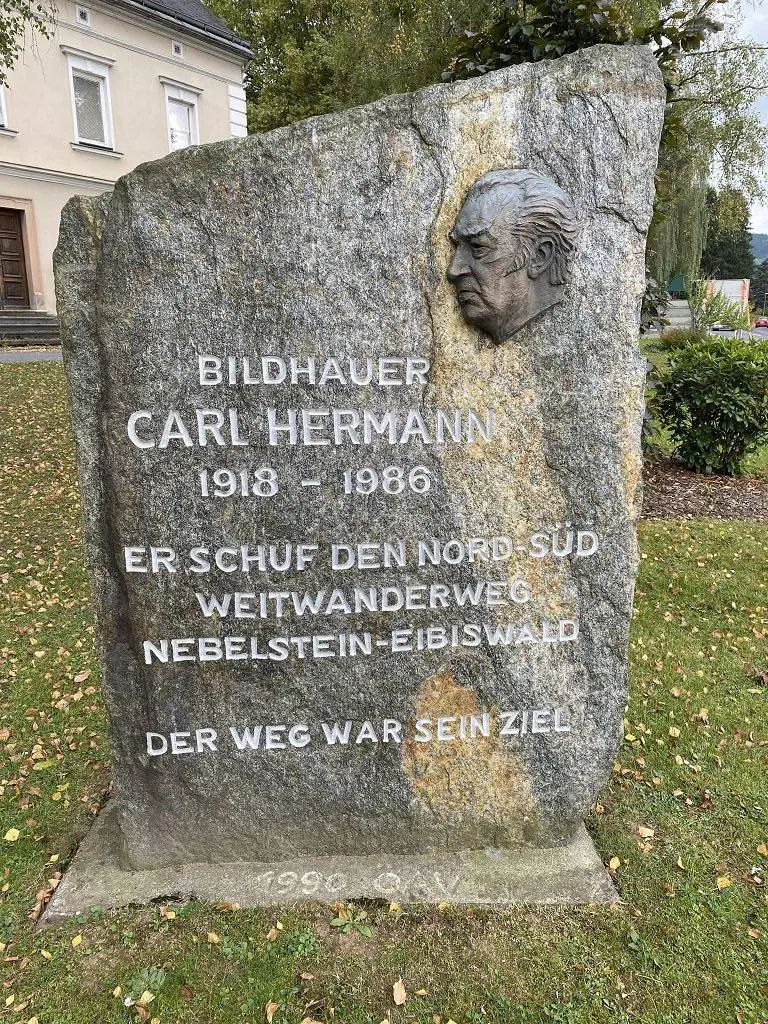 BILDHAUER
CARL HERMANN
1918 - 1986
ER SCHUF DEN NORD-SÜD
WEITWANDERWEG
NEBELSTEIN-EIBISWALD
DER WEG WAR SEIN ZIEL
1990 ÖAV